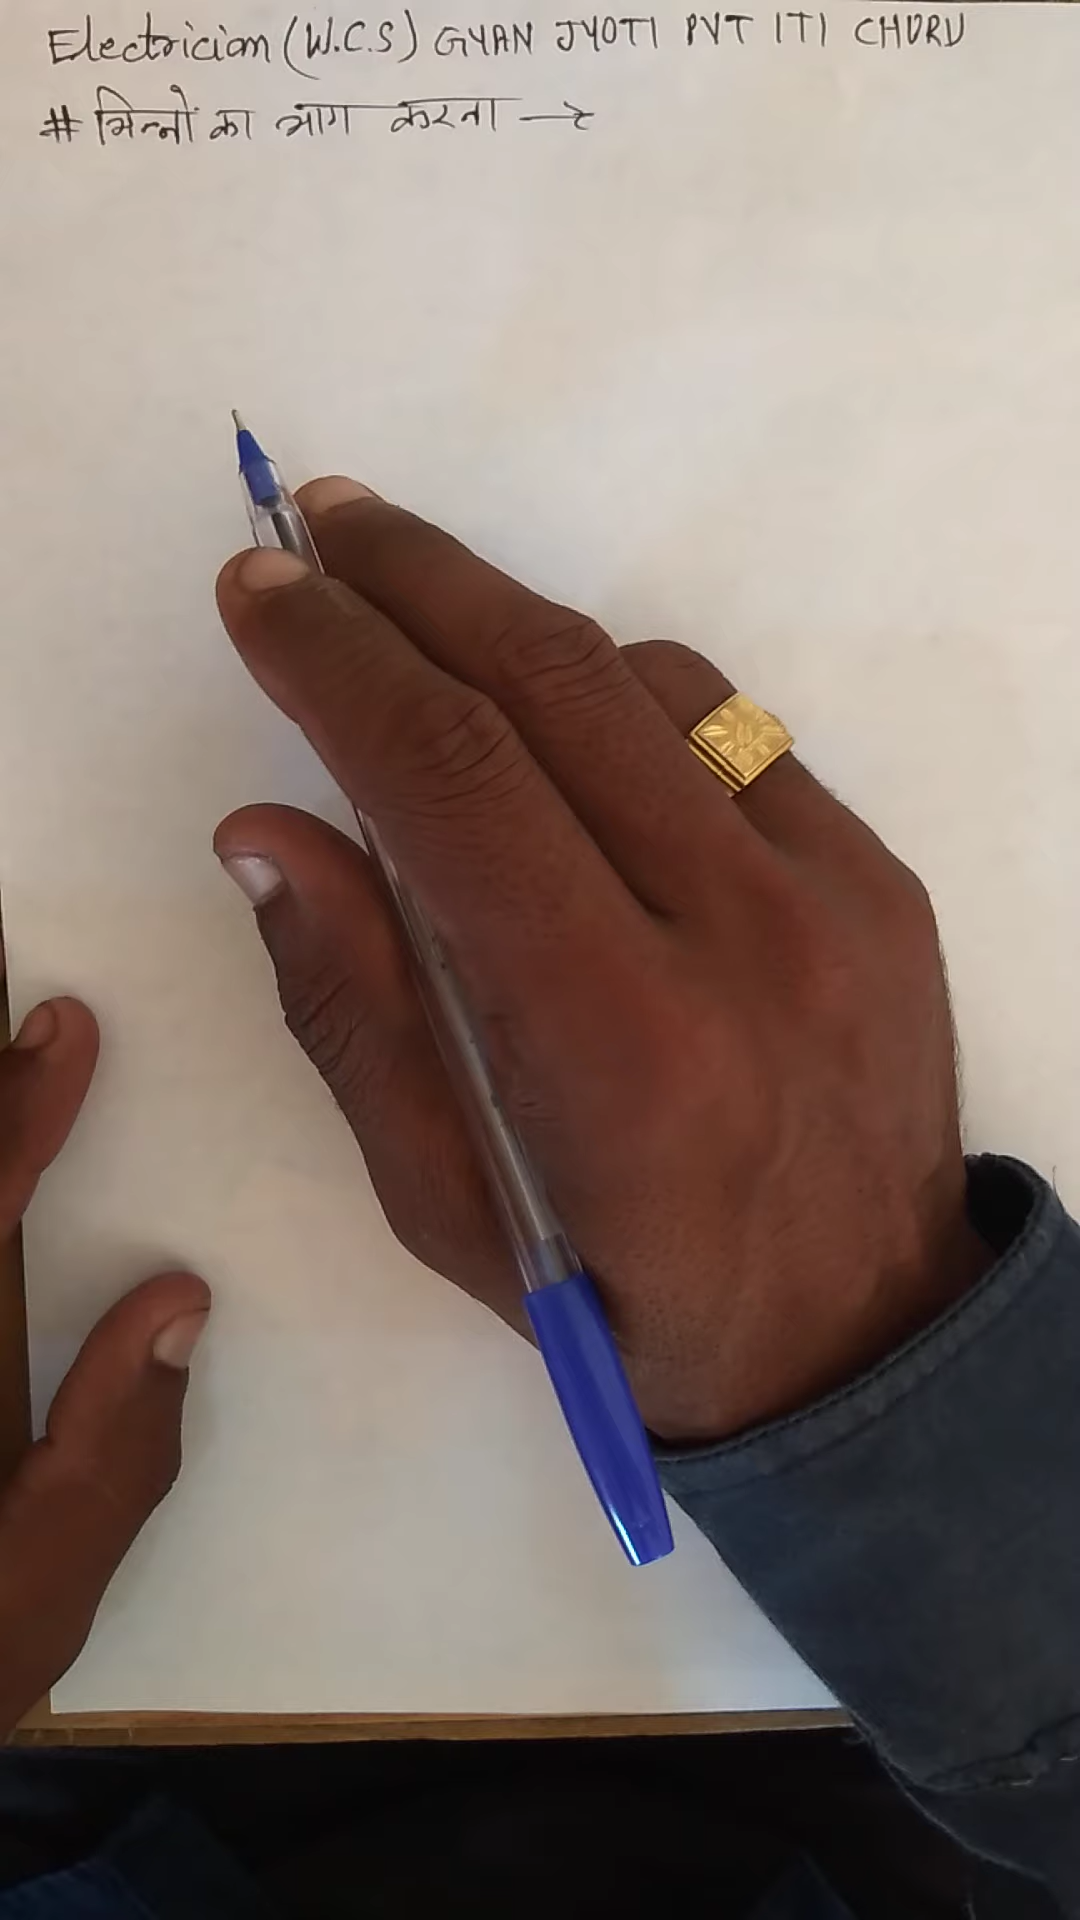 Electrician (W.C.S) GYAN JYOTI PVT ITI CHURU
# भिन्नों का भाग करना →